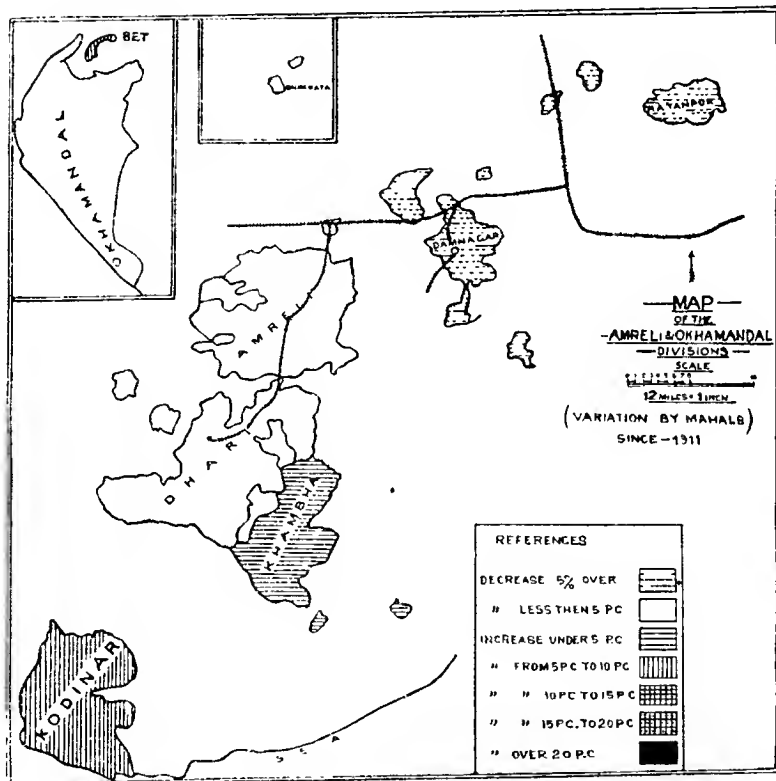 BET
OKHAMANDAL
RATANPUR
DAMNAGAR
AMRELI
MAP
OF THE
AMRELI & OKHAMANDAL
DIVISIONS
SCALE
12 MILES = 1 INCH
(VARIATION BY MAHALS)
SINCE - 1911
DHARI
KHAMBHA
KODINAR
SEA
REFERENCES
DECREASE 5% OVER
" LESS THEN 5 PC
INCREASE UNDER 5 P.C
" FROM 5 PC TO 10 PC
" " 10 PC TO 15 PC
" " 15 PC. TO 20 PC
" OVER 20 P.C